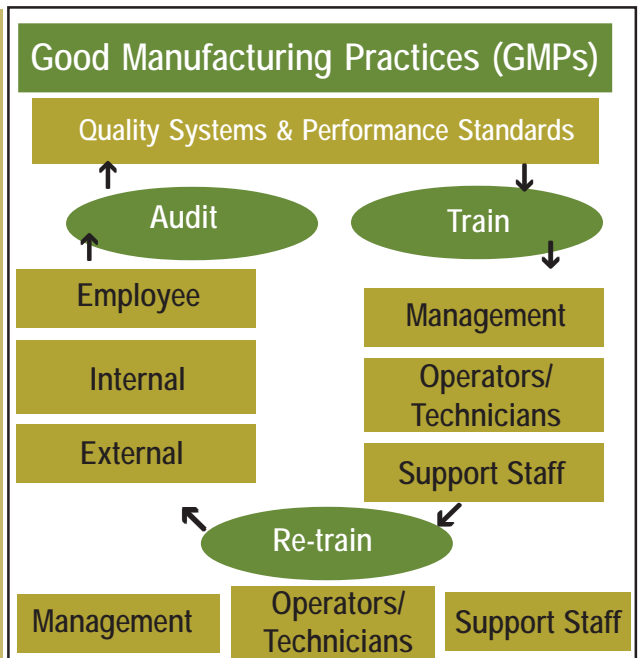 Good Manufacturing Practices (GMPs)
Quality Systems & Performance Standards
Audit
Train
Employee
Internal
External
Management
Operators/
Technicians
Support Staff
Re-train
Management
Operators/
Technicians
Support Staff